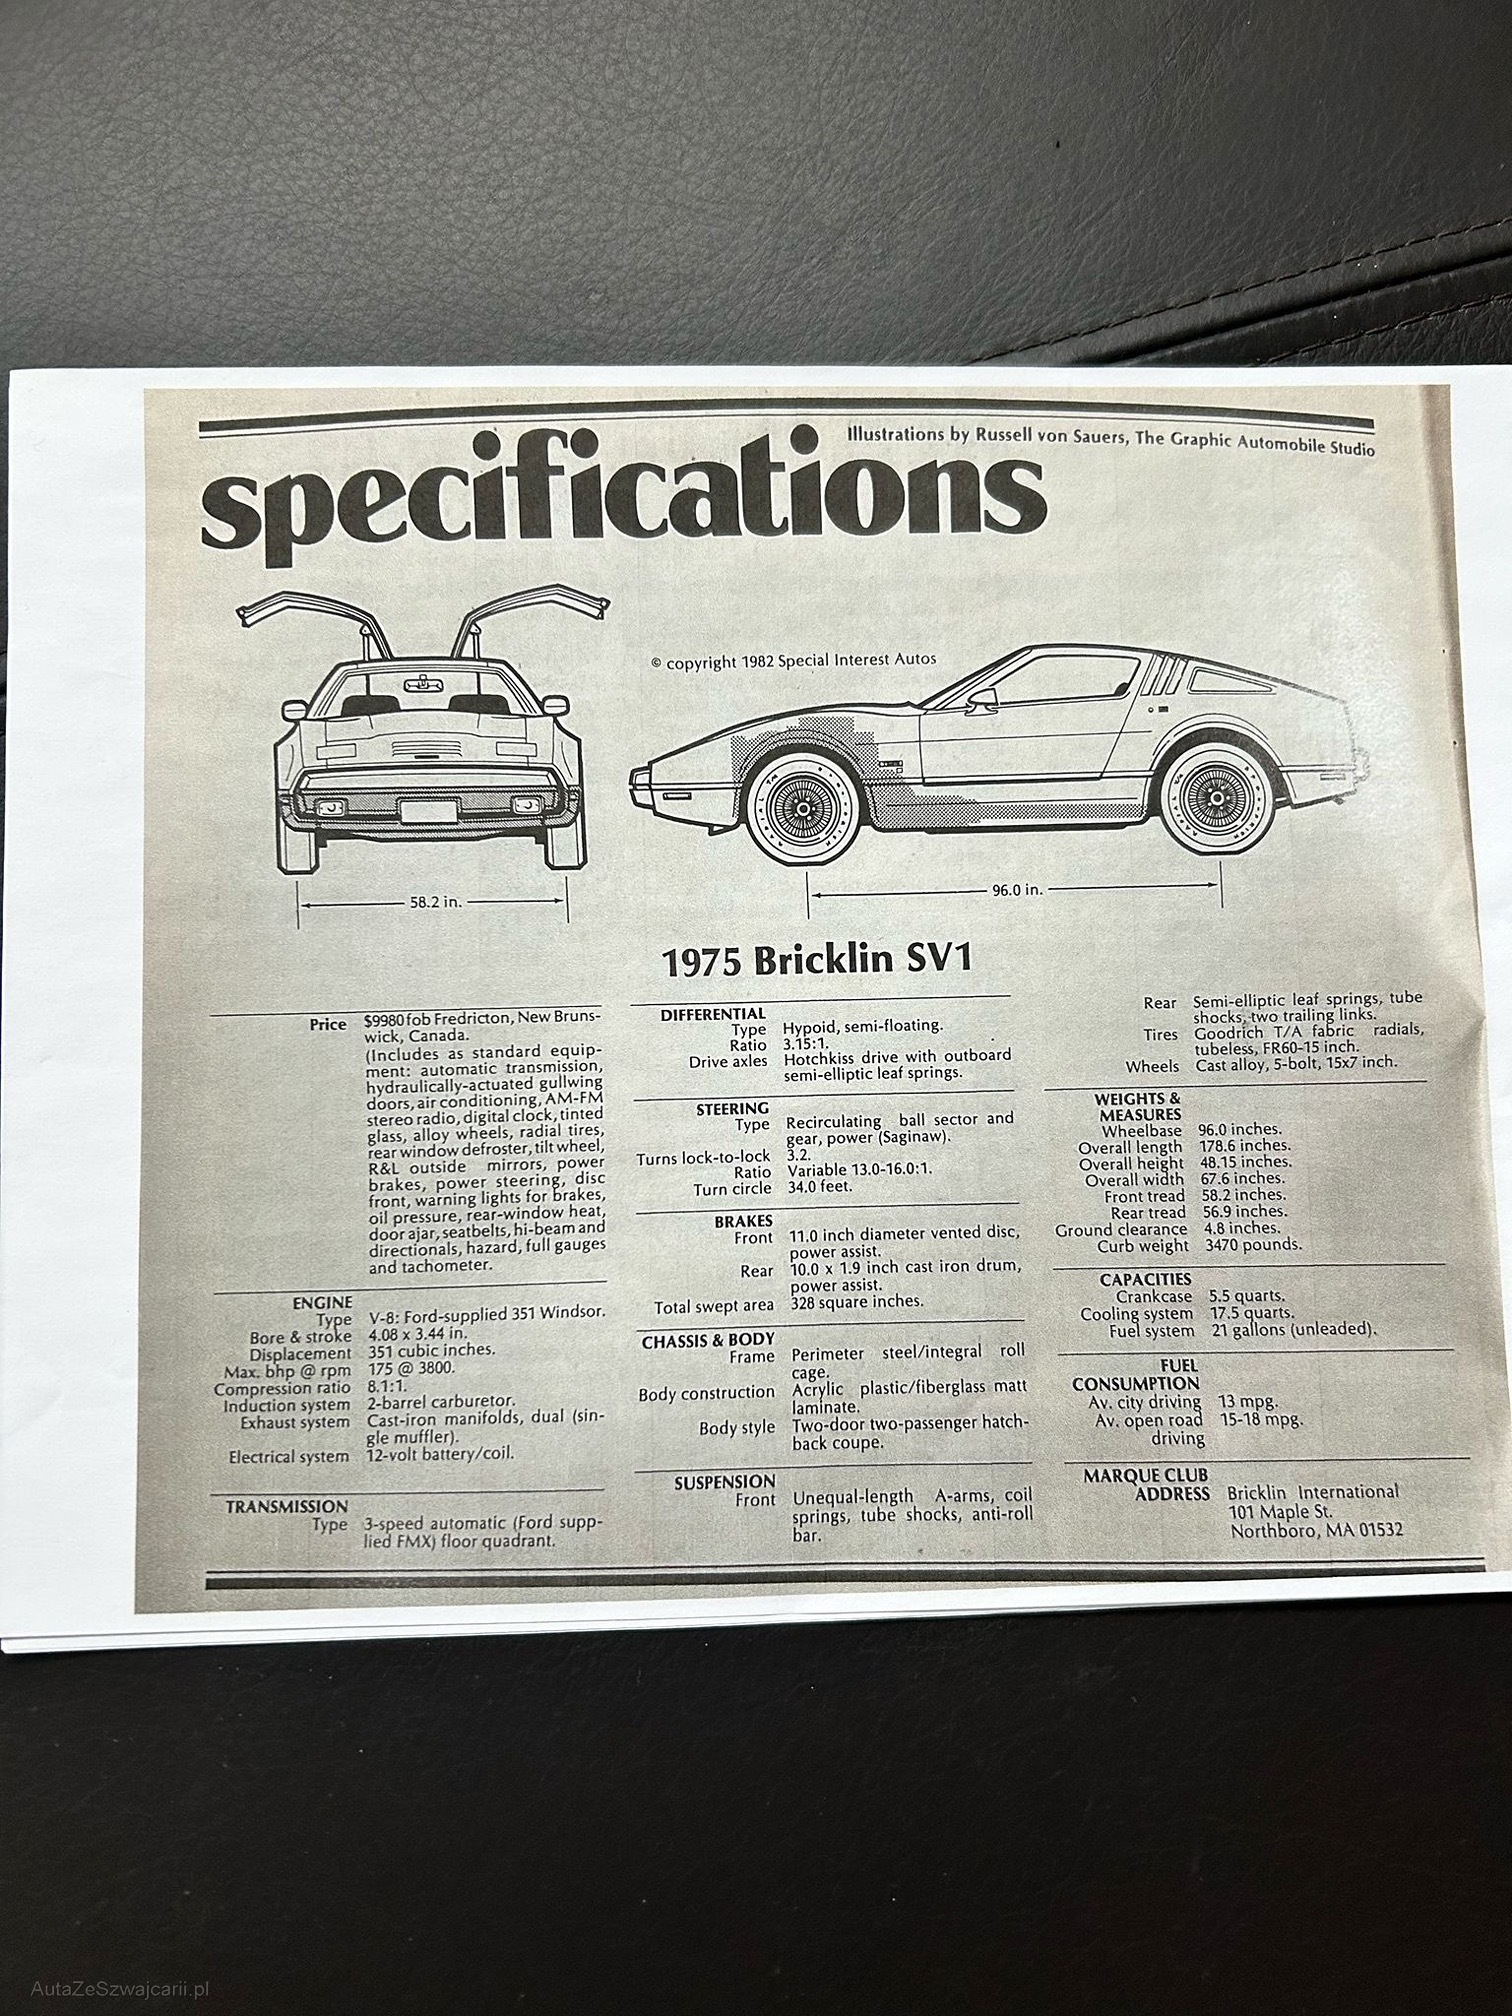 Illustrations by Russell von Sauers, The Graphic Automobile Studio
specifications
© copyright 1982 Special Interest Autos
58.2 in.
96.0 in.
1975 Bricklin SV1
Price $9980 fob Fredricton, New Bruns-
wick, Canada.
(Includes as standard equip-
ment: automatic transmission,
hydraulically-actuated gullwing
doors, air conditioning, AM-FM
stereo radio, digital clock, tinted
glass, alloy wheels, radial tires,
rear window defroster, tilt wheel,
R&L outside mirrors, power
brakes, power steering, disc
front, warning lights for brakes,
oil pressure, rear-window heat,
door ajar, seatbelts, hi-beam and
directionals, hazard, full gauges
and tachometer.
ENGINE
Type V-8: Ford-supplied 351 Windsor.
Bore & stroke 4.08 x 3.44 in.
Displacement 351 cubic inches.
Max. bhp @ rpm 175 @ 3800.
Compression ratio 8.1:1.
Induction system 2-barrel carburetor.
Exhaust system Cast-iron manifolds, dual (sin-
gle muffler).
Electrical system 12-volt battery/coil.
TRANSMISSION
Type 3-speed automatic (Ford supp-
lied FMX) floor quadrant.
DIFFERENTIAL
Type Hypoid, semi-floating.
Ratio 3.15:1.
Drive axles Hotchkiss drive with outboard
semi-elliptic leaf springs.
STEERING
Type Recirculating ball sector and
gear, power (Saginaw).
Turns lock-to-lock 3.2.
Ratio Variable 13.0-16.0:1.
Turn circle 34.0 feet.
BRAKES
Front 11.0 inch diameter vented disc,
power assist.
Rear 10.0 x 1.9 inch cast iron drum,
power assist.
Total swept area 328 square inches.
CHASSIS & BODY
Frame Perimeter steel/integral roll
cage.
Body construction Acrylic plastic/fiberglass matt
laminate.
Body style Two-door two-passenger hatch-
back coupe.
SUSPENSION
Front Unequal-length A-arms, coil
springs, tube shocks, anti-roll
bar.
Rear Semi-elliptic leaf springs, tube
shocks, two trailing links.
Tires Goodrich T/A fabric radials,
tubeless, FR60-15 inch.
Wheels Cast alloy, 5-bolt, 15x7 inch.
WEIGHTS &
MEASURES
Wheelbase 96.0 inches.
Overall length 178.6 inches.
Overall height 48.15 inches.
Overall width 67.6 inches.
Front tread 58.2 inches.
Rear tread 56.9 inches.
Ground clearance 4.8 inches.
Curb weight 3470 pounds.
CAPACITIES
Crankcase 5.5 quarts.
Cooling system 17.5 quarts.
Fuel system 21 gallons (unleaded).
FUEL
CONSUMPTION
Av. city driving 13 mpg.
Av. open road 15-18 mpg.
driving
MARQUE CLUB
ADDRESS Bricklin International
101 Maple St.
Northboro, MA 01532
AutaZeSzwajcarii.pl